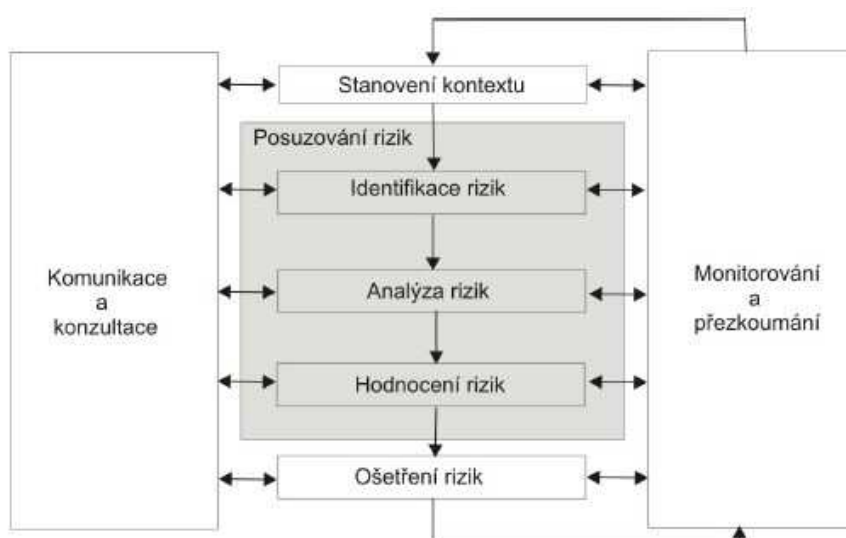 Stanovení kontextu
Posuzování rizik
Identifikace rizik
Komunikace
a
konzultace
Analýza rizik
Monitorování
a
přezkoumání
Hodnocení rizik
Ošetření rizik